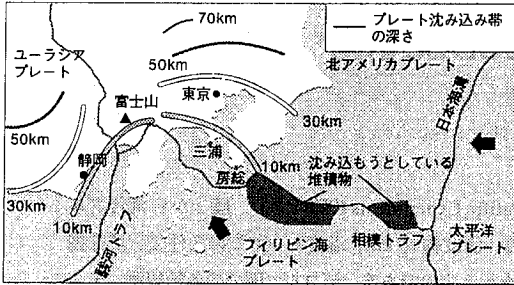 70km
プレート沈み込み帯
の深さ
ユーラシア
プレート
50km
北アメリカプレート
富士山
東京
日本海溝
50km
30km
三浦
静岡
10km
房総
沈み込もうとしている
堆積物
30km
10km
駿河トラフ
フィリピン海
プレート
相模トラフ
太平洋
プレート